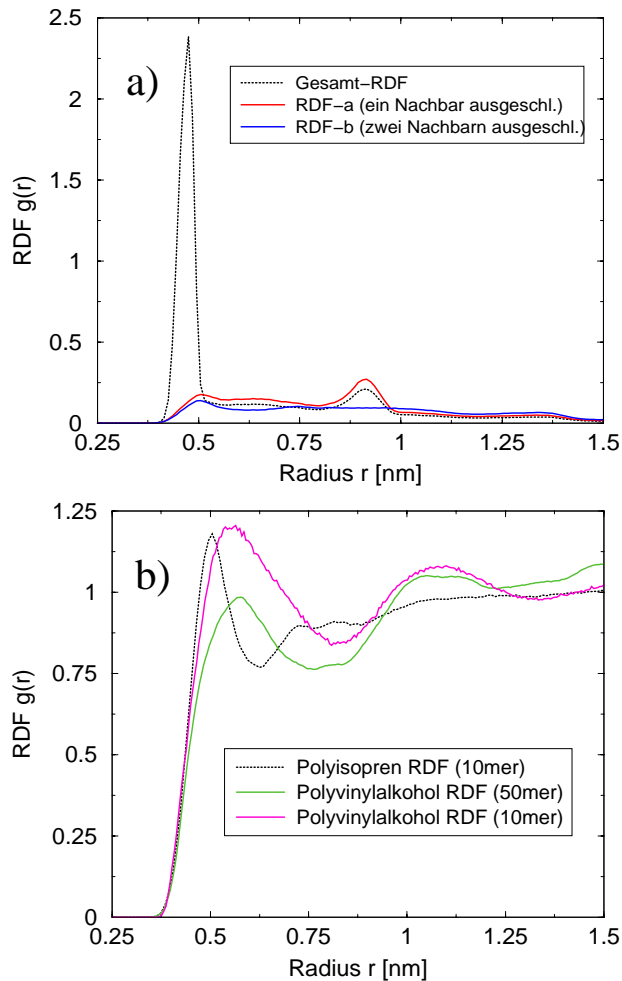 a)
Gesamt−RDF
RDF−a (ein Nachbar ausgeschl.)
RDF−b (zwei Nachbarn ausgeschl.)
2.5
2
1.5
1
0.5
0
RDF g(r)
0.25 0.5 0.75 1 1.25 1.5
Radius r [nm]
b)
1.25
1
0.75
0.5
0.25
0
RDF g(r)
Polyisopren RDF (10mer)
Polyvinylalkohol RDF (50mer)
Polyvinylalkohol RDF (10mer)
0.25 0.5 0.75 1 1.25 1.5
Radius r [nm]